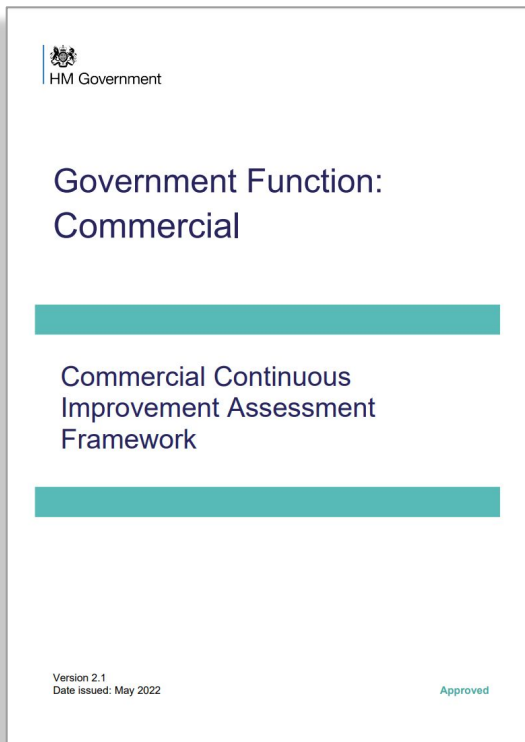 HM Government
Government Function:
Commercial
Commercial Continuous
Improvement Assessment
Framework
Version 2.1
Date issued: May 2022
Approved